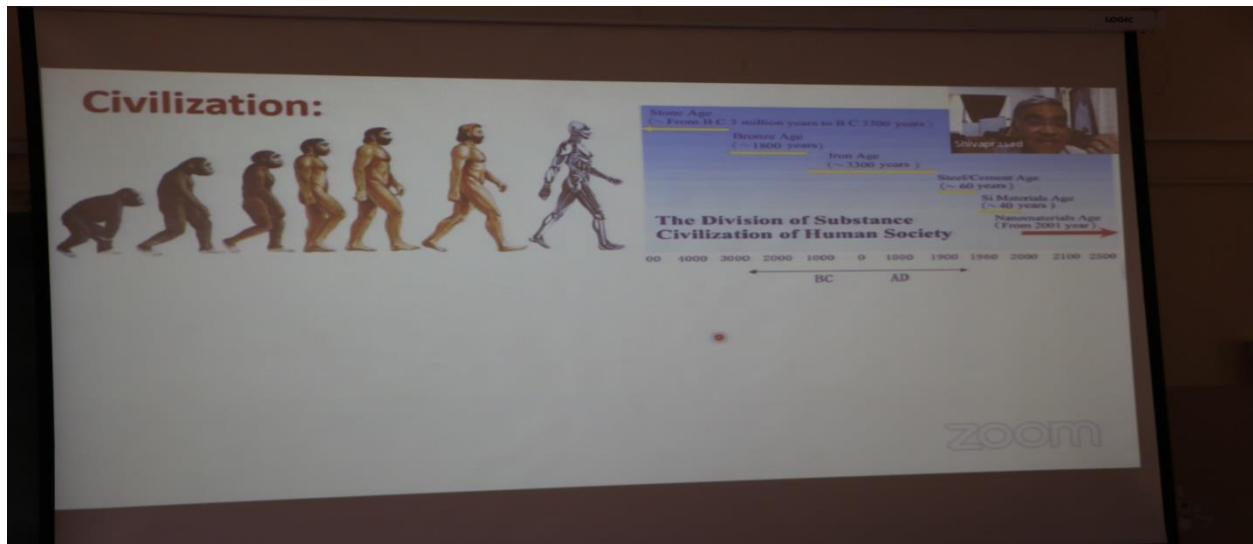 LOGIC
Civilization:
Stone Age
(~ From B C 3 million years to B C 3300 years)
Bronze Age
(~1800 years)
Iron Age
(~3300 years)
Steel/Cement Age
(~ 60 years)
Si Materials Age
(~ 40 years)
Nanomaterials Age
(From 2001 year)
Shivaprasad
The Division of Substance
Civilization of Human Society
00 4000 3000 2000 1000 0 1000 1900 1960 2000 2100 2500
BC AD
zoom